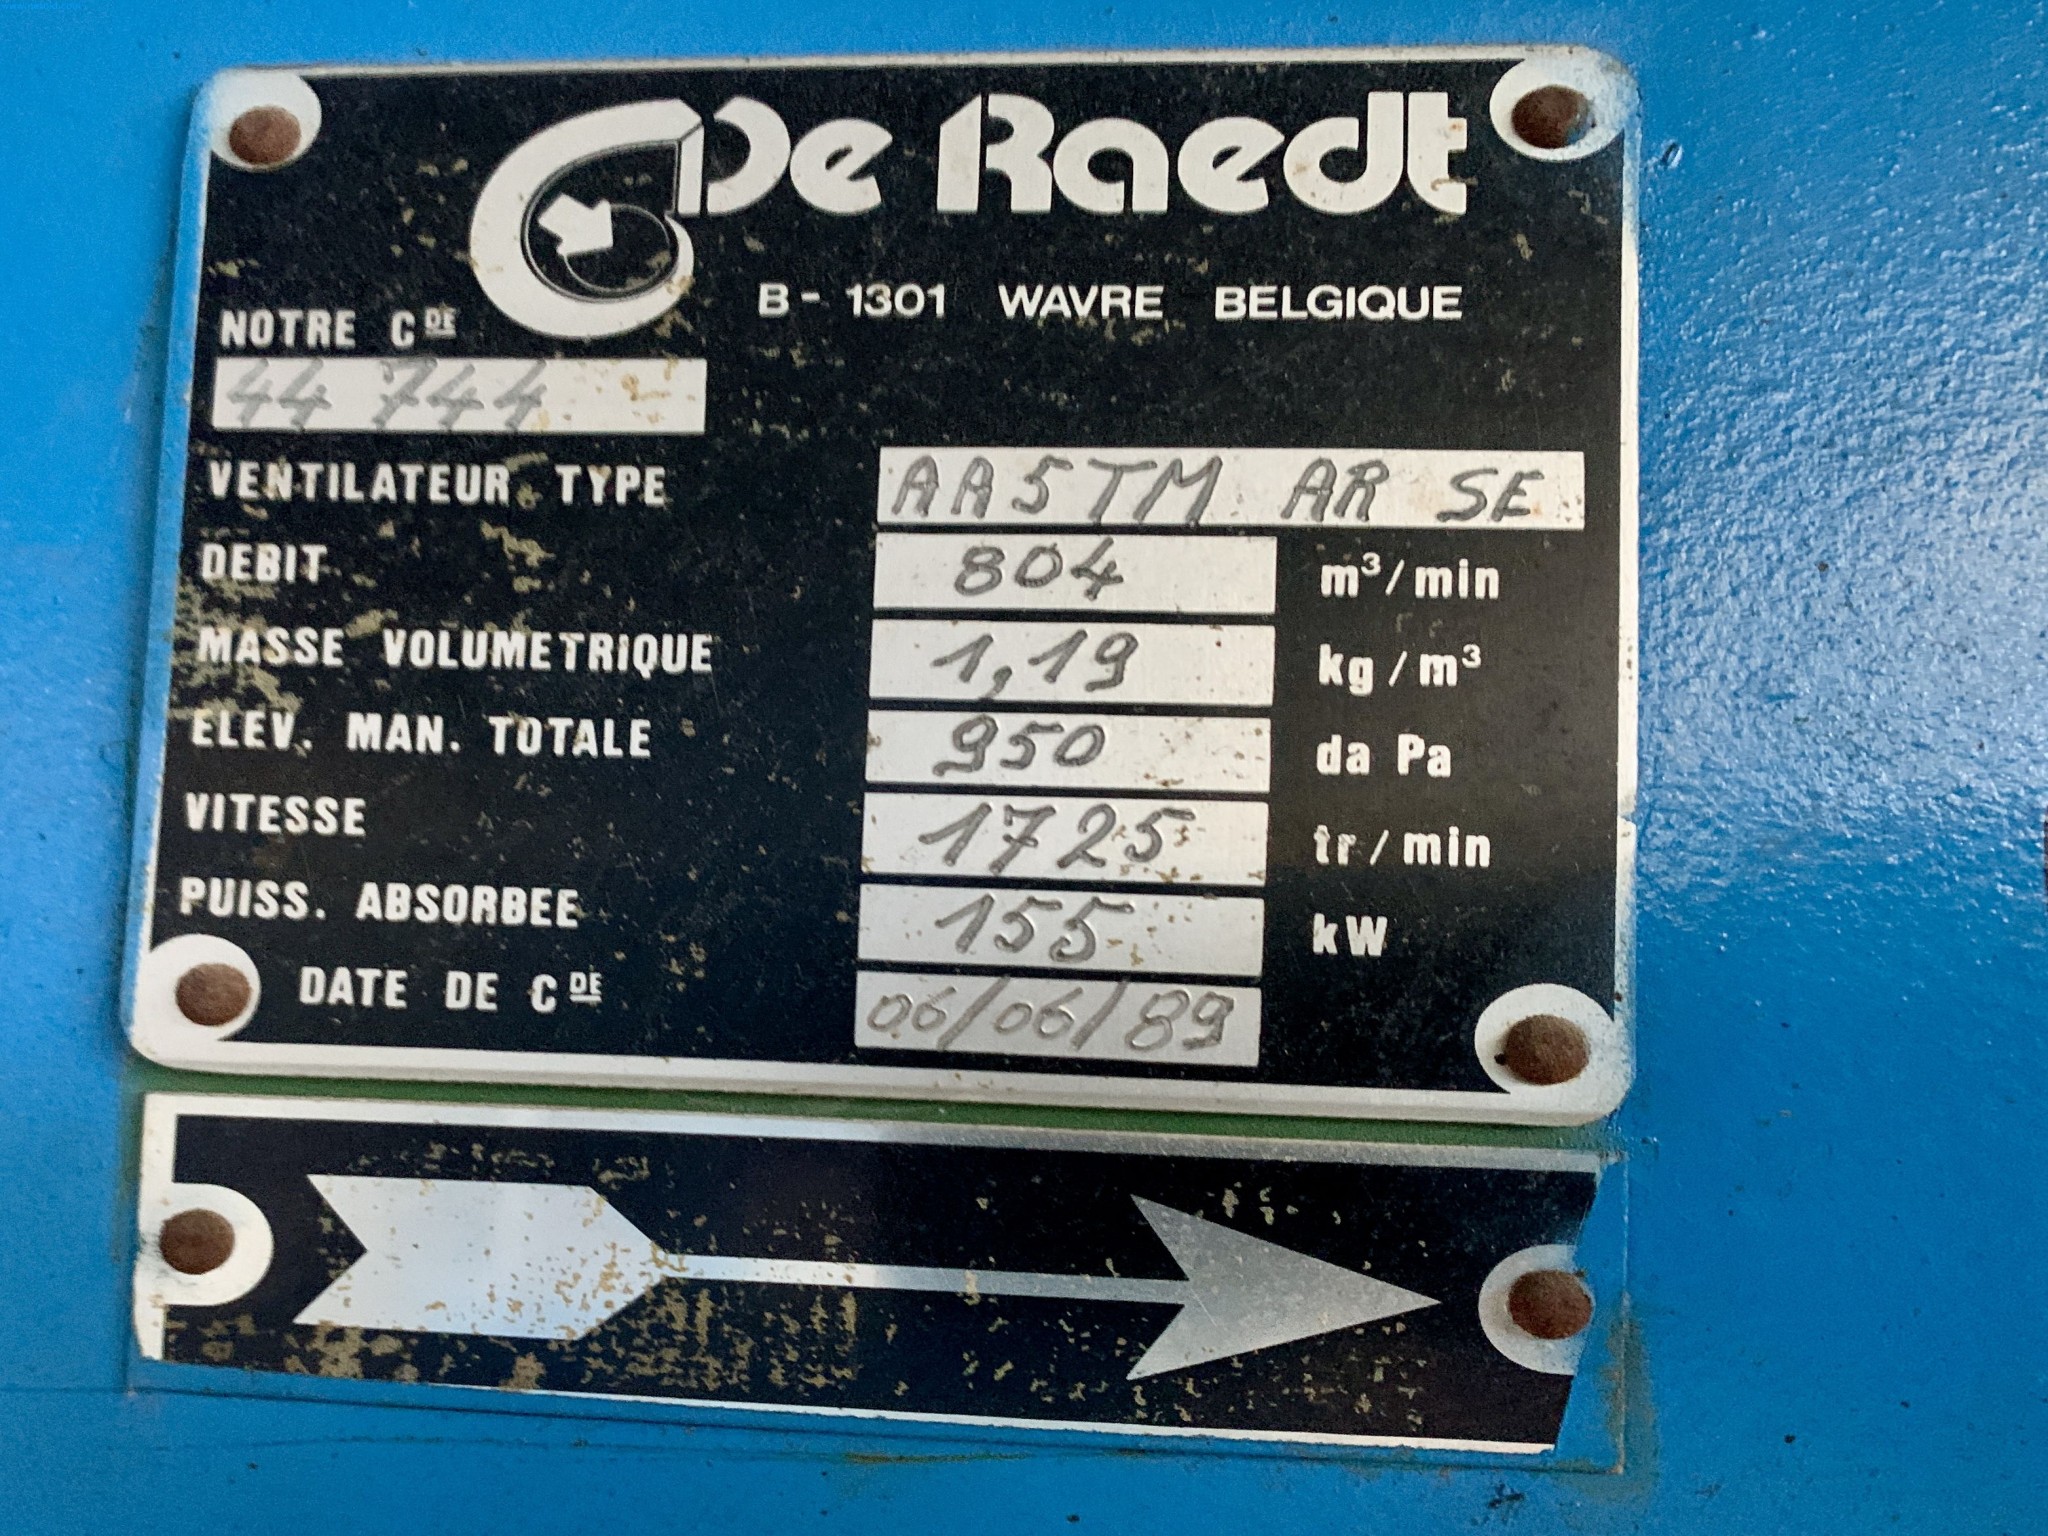 De Raedt
B - 1301 WAVRE BELGIQUE
NOTRE CDE
44 744
VENTILATEUR TYPE AA5TM AR SE
DEBIT 804 m³/min
MASSE VOLUMETRIQUE 1,19 kg/m³
ELEV. MAN. TOTALE 950 da Pa
VITESSE 1725 tr/min
PUISS. ABSORBEE 155 kW
DATE DE CDE 06/06/89